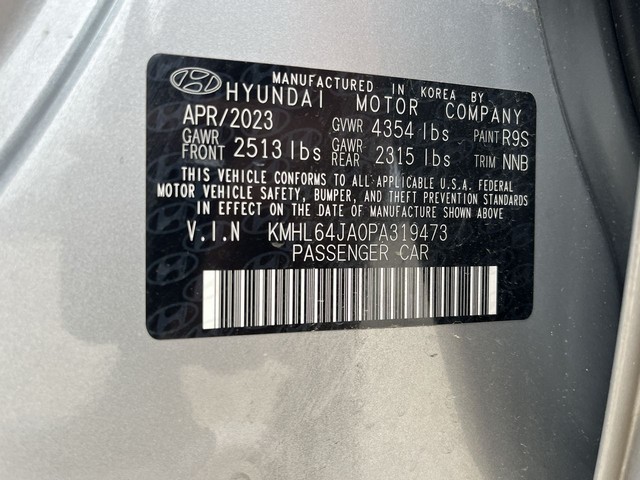 MANUFACTURED IN KOREA BY
HYUNDAI MOTOR COMPANY
APR/2023 GVWR 4354 lbs PAINT R9S
GAWR FRONT 2513 lbs GAWR REAR 2315 lbs TRIM NNB
THIS VEHICLE CONFORMS TO ALL APPLICABLE U.S.A. FEDERAL
MOTOR VEHICLE SAFETY, BUMPER, AND THEFT PREVENTION STANDARDS
IN EFFECT ON THE DATE OF MANUFACTURE SHOWN ABOVE
V.I.N KMHL64JA0PA319473
PASSENGER CAR